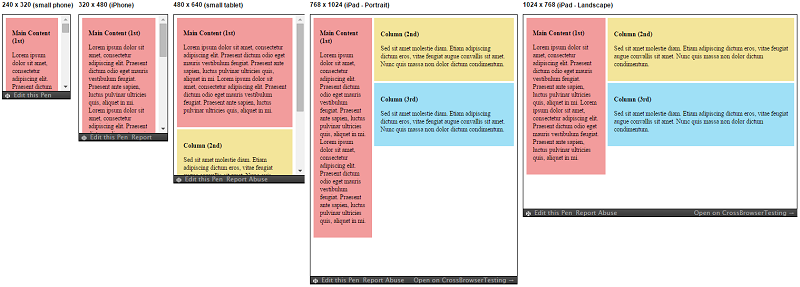 240 x 320 (small phone)
Main Content
(1st)
Lorem ipsum
dolor sit amet,
consectetur
adipiscing elit.
Praesent dictum
Edit this Pen
320 x 480 (iPhone)
Main Content (1st)
Lorem ipsum dolor sit
amet, consectetur
adipiscing elit. Praesent
dictum odio eget mauris
vestibulum feugiat.
Praesent ante sapien,
luctus pulvinar ultricies
quis, aliquet in mi.
Lorem ipsum dolor sit
amet, consectetur
adipiscing elit. Praesent
Edit this Pen Report
480 x 640 (small tablet)
Main Content (1st)
Lorem ipsum dolor sit amet, consectetur
adipiscing elit. Praesent dictum odio eget
mauris vestibulum feugiat. Praesent ante
sapien, luctus pulvinar ultricies quis,
aliquet in mi. Lorem ipsum dolor sit
amet, consectetur adipiscing elit.
Praesent dictum odio eget mauris
vestibulum feugiat. Praesent ante sapien,
luctus pulvinar ultricies quis, aliquet in mi.
Column (2nd)
Sed sit amet molestie diam. Etiam
adipiscing dictum eros, vitae feugiat
augue convallis sit amet. Nunc quis
Edit this Pen Report Abuse
768 x 1024 (iPad - Portrait)
Main Content
(1st)
Lorem ipsum
dolor sit amet,
consectetur
adipiscing elit.
Praesent dictum
odio eget mauris
vestibulum
feugiat. Praesent
ante sapien, luctus
pulvinar ultricies
quis, aliquet in
mi. Lorem ipsum
dolor sit amet,
consectetur
adipiscing elit.
Praesent dictum
odio eget mauris
vestibulum
feugiat. Praesent
ante sapien, luctus
pulvinar ultricies
quis, aliquet in mi.
Column (2nd)
Sed sit amet molestie diam. Etiam adipiscing
dictum eros, vitae feugiat augue convallis sit amet.
Nunc quis massa non dolor dictum condimentum.
Column (3rd)
Sed sit amet molestie diam. Etiam adipiscing
dictum eros, vitae feugiat augue convallis sit amet.
Nunc quis massa non dolor dictum condimentum.
Edit this Pen Report Abuse Open on CrossBrowserTesting →
1024 x 768 (iPad - Landscape)
Main Content (1st)
Lorem ipsum dolor sit
amet, consectetur
adipiscing elit. Praesent
dictum odio eget mauris
vestibulum feugiat.
Praesent ante sapien,
luctus pulvinar ultricies
quis, aliquet in mi. Lorem
ipsum dolor sit amet,
consectetur adipiscing
elit. Praesent dictum odio
eget mauris vestibulum
feugiat. Praesent ante
sapien, luctus pulvinar
ultricies quis, aliquet in
mi.
Column (2nd)
Sed sit amet molestie diam. Etiam adipiscing dictum eros, vitae feugiat
augue convallis sit amet. Nunc quis massa non dolor dictum
condimentum.
Column (3rd)
Sed sit amet molestie diam. Etiam adipiscing dictum eros, vitae feugiat
augue convallis sit amet. Nunc quis massa non dolor dictum
condimentum.
Edit this Pen Report Abuse Open on CrossBrowserTesting →